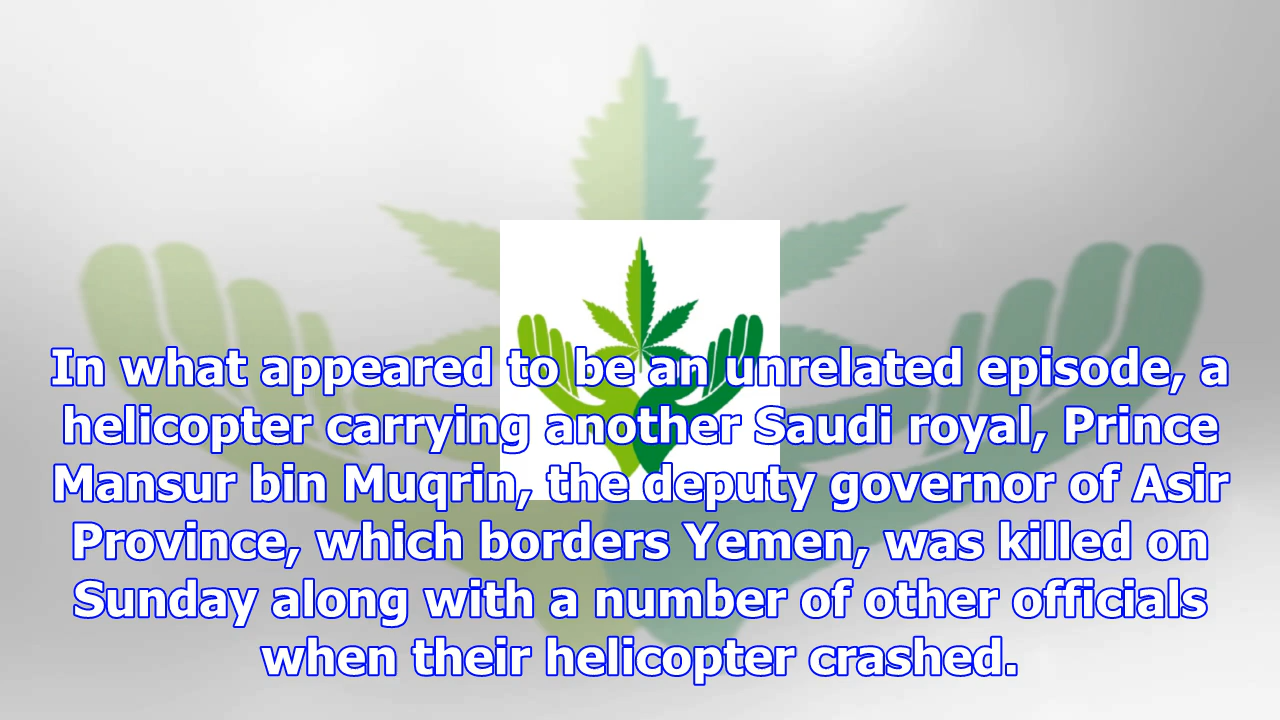 In what appeared to be an unrelated episode, a
helicopter carrying another Saudi royal, Prince
Mansur bin Muqrin, the deputy governor of Asir
Province, which borders Yemen, was killed on
Sunday along with a number of other officials
when their helicopter crashed.